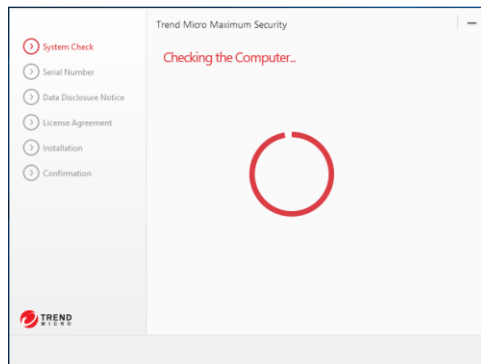 Trend Micro Maximum Security
System Check
Serial Number
Data Disclosure Notice
License Agreement
Installation
Confirmation
Checking the Computer...
TREND
MICRO